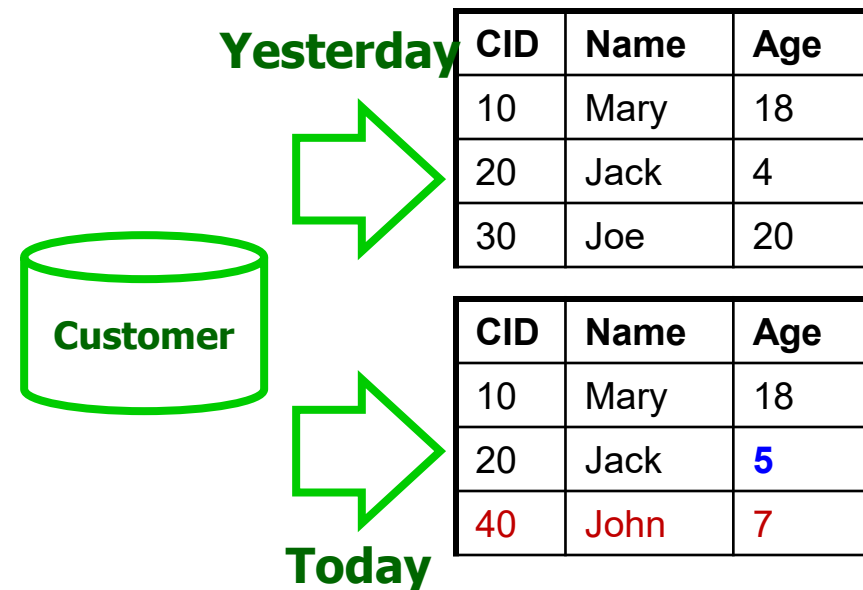 Yesterday
CID Name Age
10 Mary 18
20 Jack 4
30 Joe 20
Customer
CID Name Age
10 Mary 18
20 Jack 5
40 John 7
Today